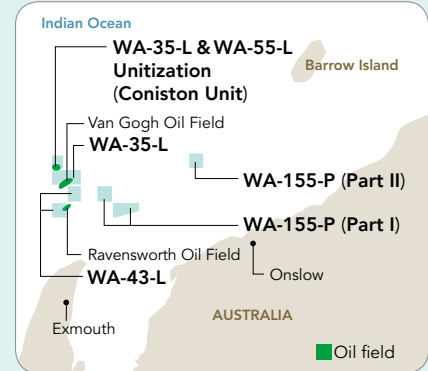 Indian Ocean
WA-35-L & WA-55-L
Unitization
(Coniston Unit)
Barrow Island
Van Gogh Oil Field
WA-35-L
WA-155-P (Part II)
WA-155-P (Part I)
Ravensworth Oil Field
WA-43-L
Onslow
Exmouth
AUSTRALIA
Oil field